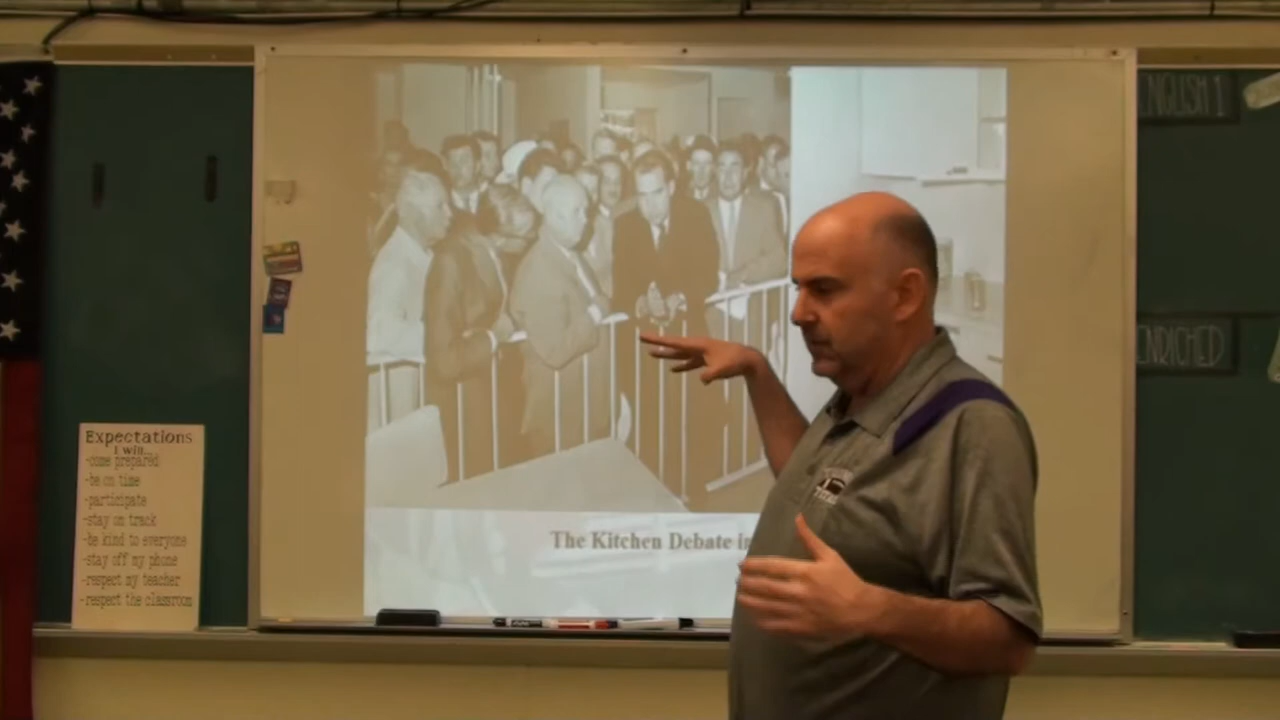 Expectations
I will...
-come prepared
-be on time
-participate
-stay on track
-be kind to everyone
-stay off my phone
-respect my teacher
-respect the classroom
The Kitchen Debate in
ENGLISH 1
ENRICHED